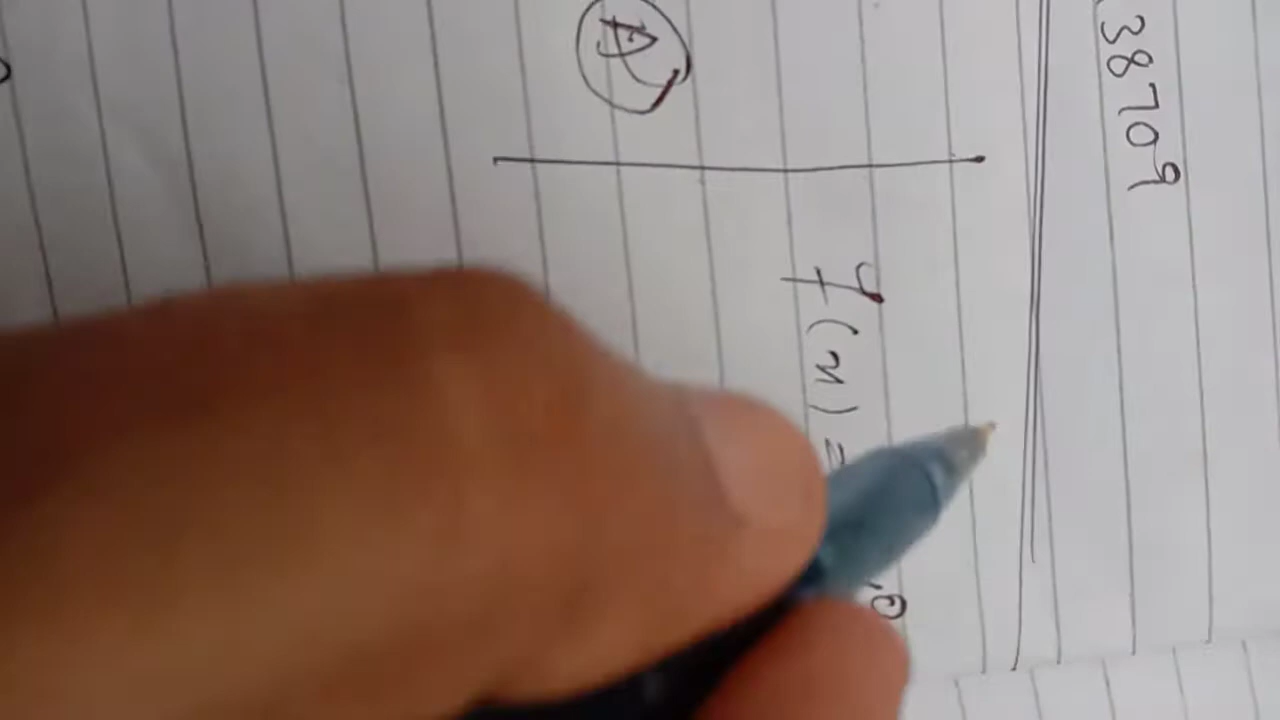 38709
f(x) =
A